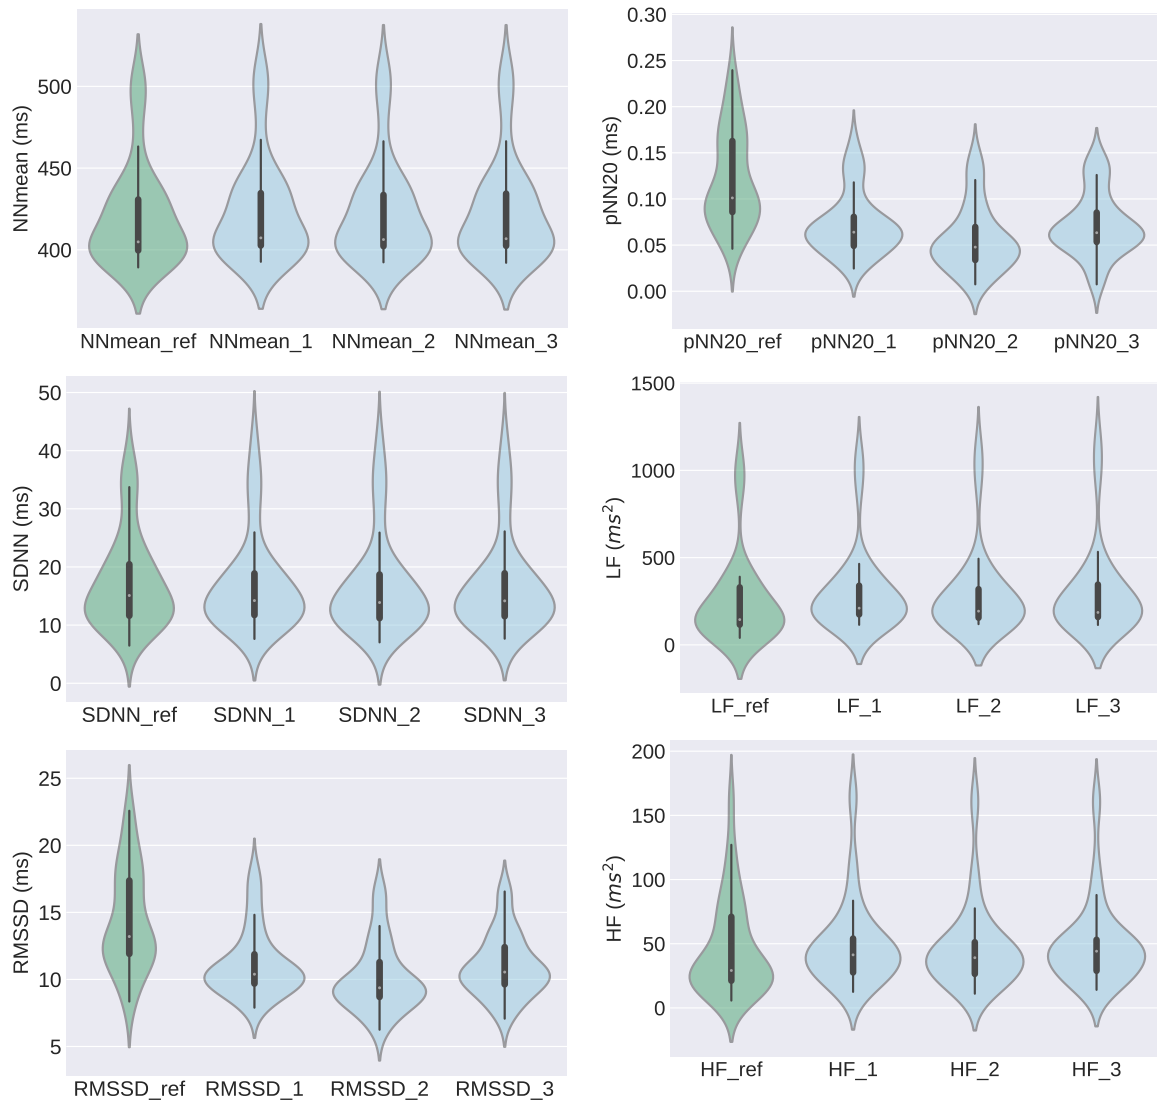 NNmean (ms)
500
450
400
NNmean_ref NNmean_1 NNmean_2 NNmean_3
pNN20 (ms)
0.30
0.25
0.20
0.15
0.10
0.05
0.00
pNN20_ref pNN20_1 pNN20_2 pNN20_3
SDNN (ms)
50
40
30
20
10
0
SDNN_ref SDNN_1 SDNN_2 SDNN_3
LF (ms²)
1500
1000
500
0
LF_ref LF_1 LF_2 LF_3
RMSSD (ms)
25
20
15
10
5
RMSSD_ref RMSSD_1 RMSSD_2 RMSSD_3
HF (ms²)
200
150
100
50
0
HF_ref HF_1 HF_2 HF_3